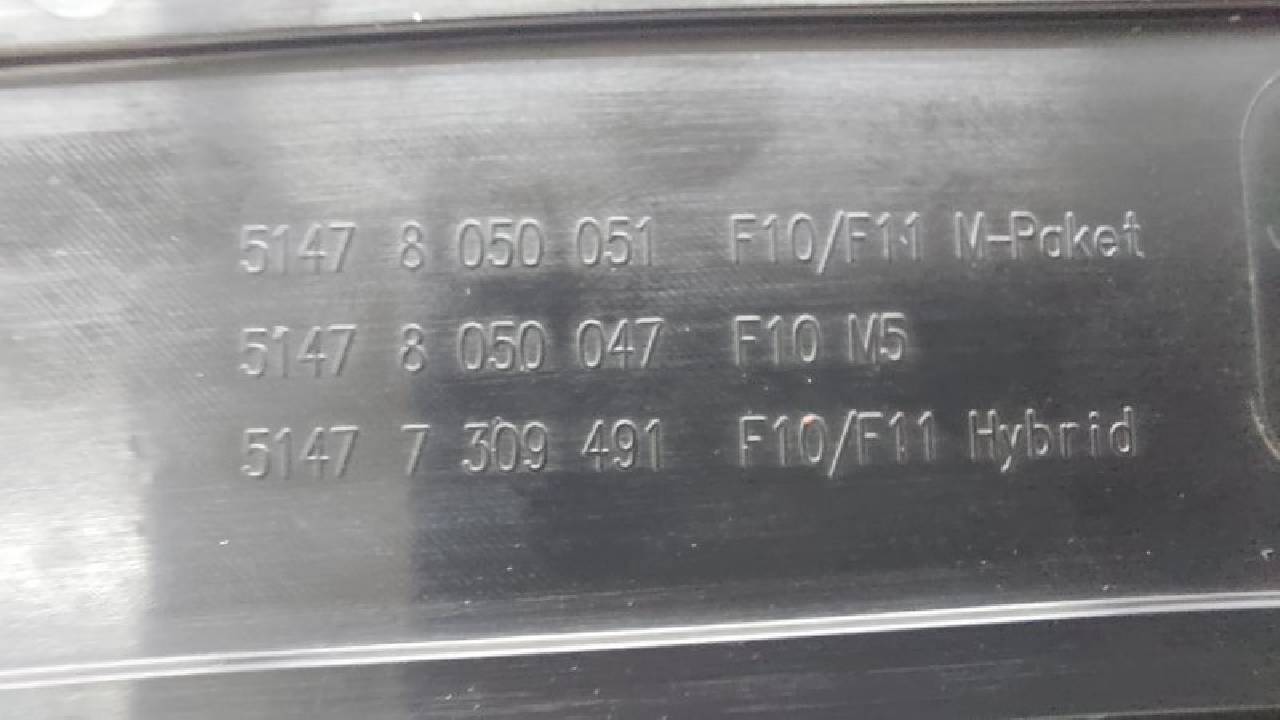 5147 8 050 051 F10/F11 M-Paket
5147 8 050 047 F10 M5
5147 7 309 491 F10/F11 Hybrid